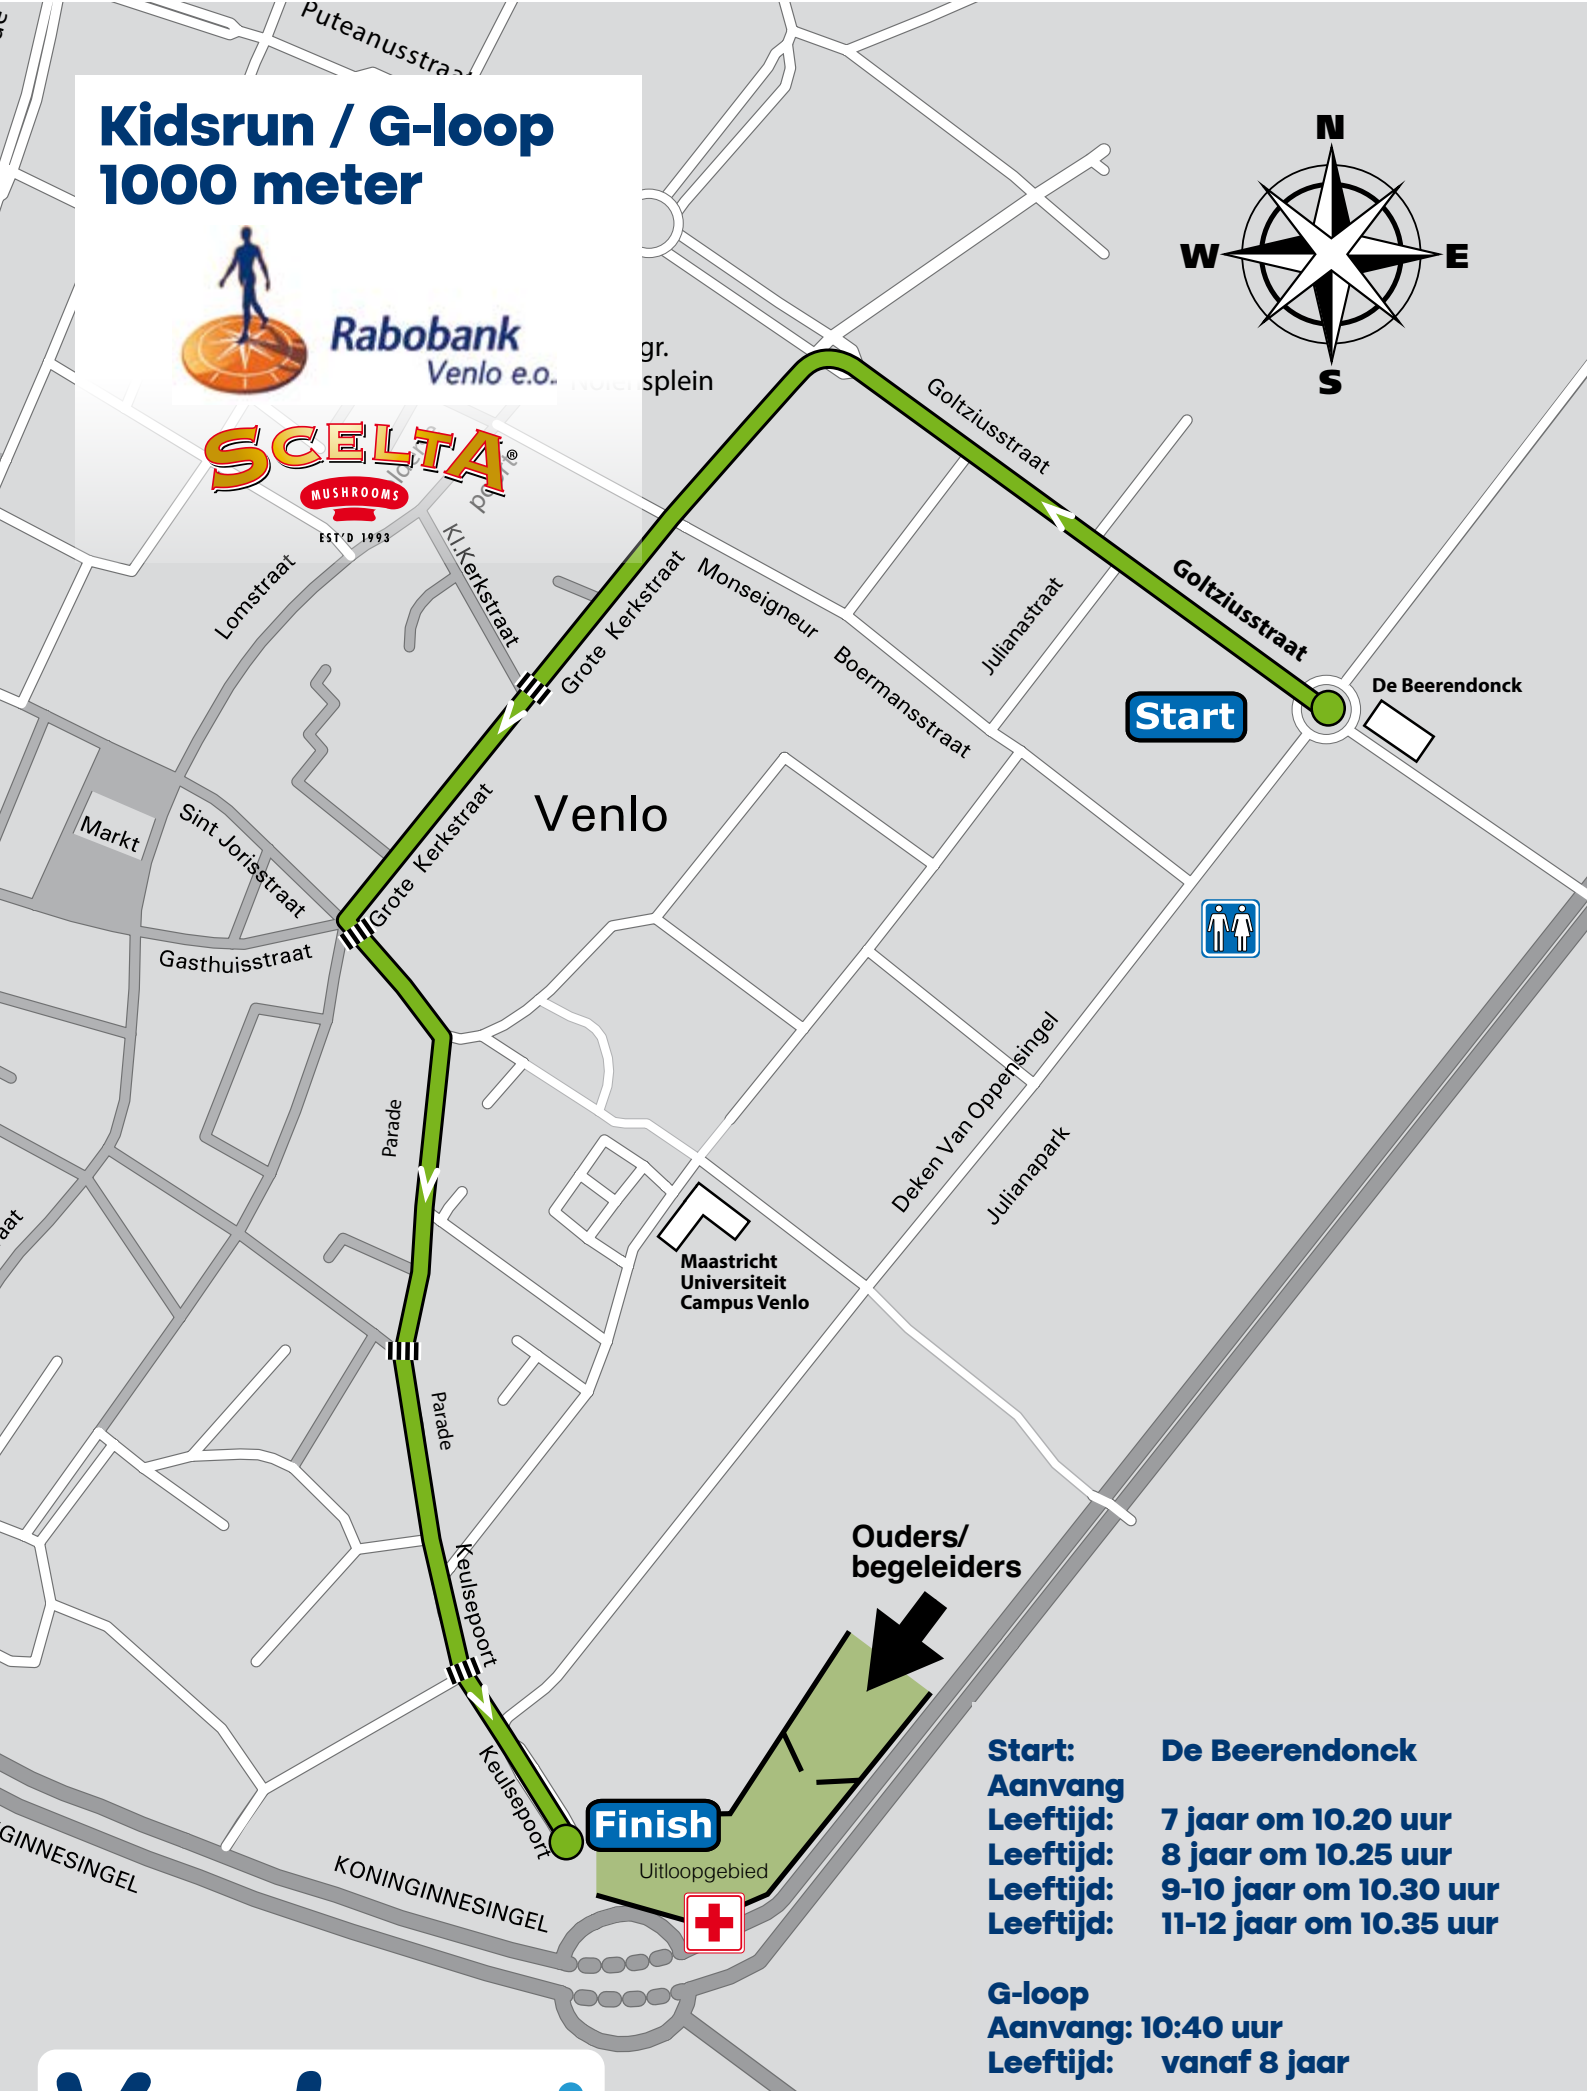 Puteanusstraa
Kidsrun / G-loop
1000 meter
Rabobank
Venlo e.o.
SCELTA®
MUSHROOMS
EST'D 1993
N
W
E
S
gr.
splein
Goltziusstraat
Goltziusstraat
Kl.Kerkstraat
Lomstraat
Grote Kerkstraat
Monseigneur
Boermansstraat
Julianastraat
De Beerendonck
Start
Venlo
Grote Kerkstraat
Markt
Sint Jorisstraat
Gasthuisstraat
Parade
Deken Van Oppensingel
Julianapark
aat
Maastricht
Universiteit
Campus Venlo
Parade
Keulsepoort
Ouders/
begeleiders
Keulsepoort
Finish
Uitloopgebied
GINNESINGEL
KONINGINNESINGEL
Start: De Beerendonck
Aanvang
Leeftijd: 7 jaar om 10.20 uur
Leeftijd: 8 jaar om 10.25 uur
Leeftijd: 9-10 jaar om 10.30 uur
Leeftijd: 11-12 jaar om 10.35 uur
G-loop
Aanvang: 10:40 uur
Leeftijd: vanaf 8 jaar